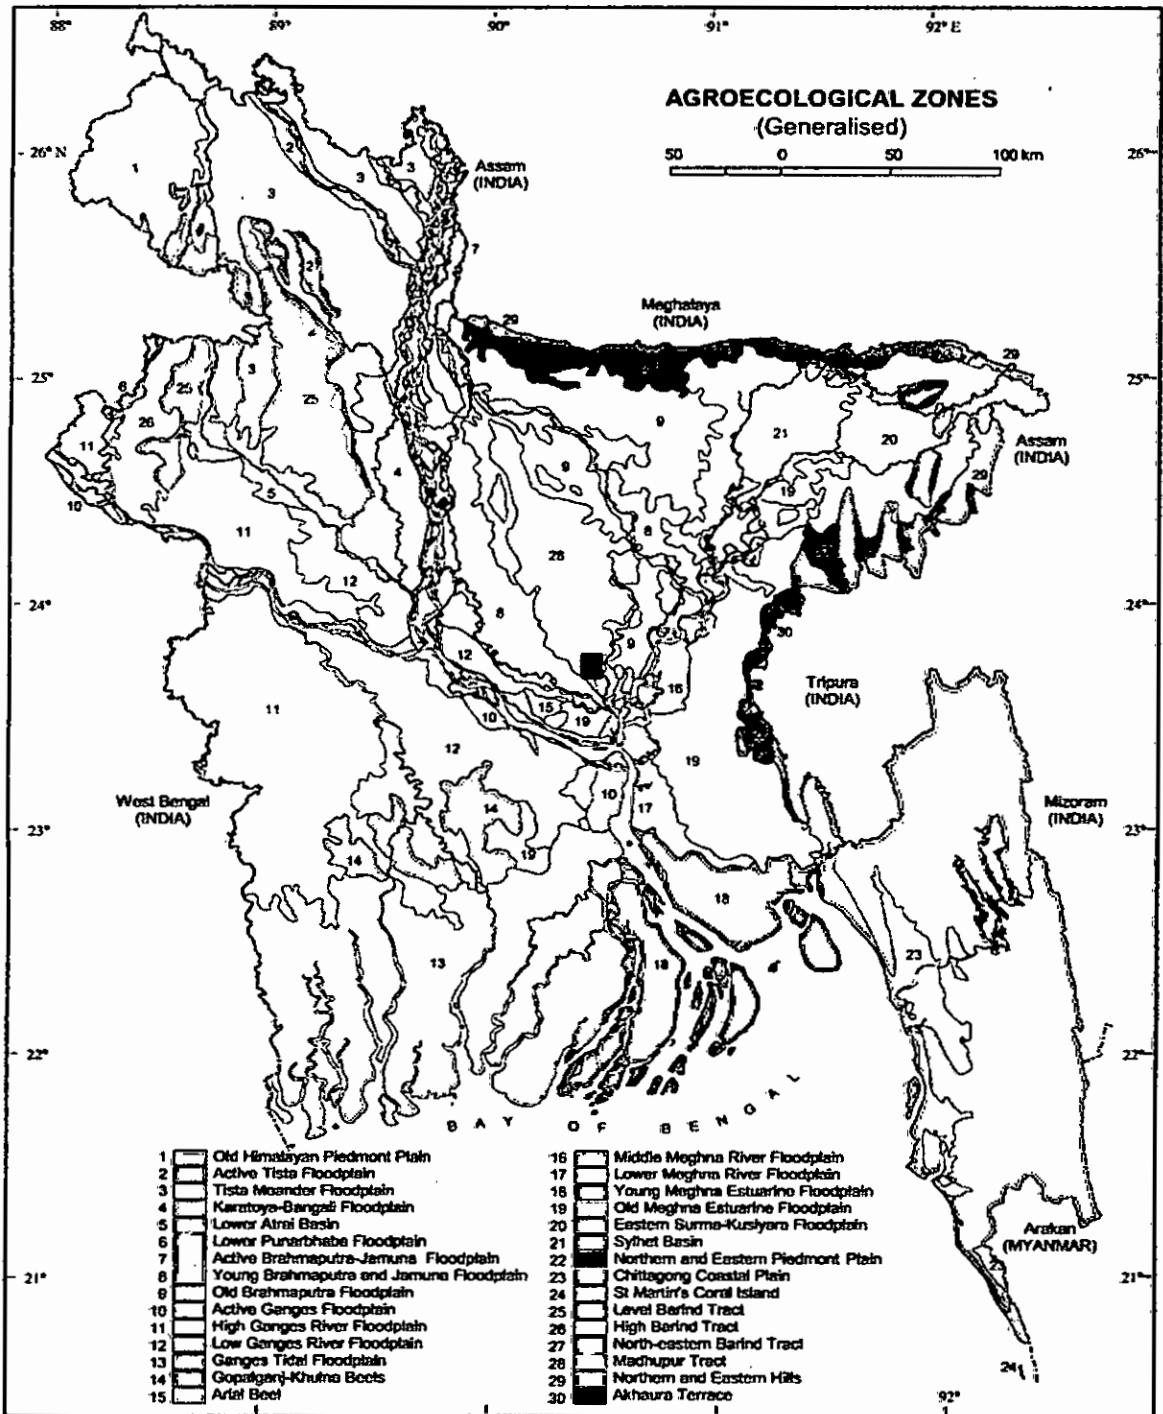 88° 89° 90° 91° 92° E
AGROECOLOGICAL ZONES
(Generalised)
50 0 50 100 km
26° N
26°
Assam
(INDIA)
Meghalaya
(INDIA)
25°
25°
Assam
(INDIA)
24°
24°
Tripura
(INDIA)
West Bengal
(INDIA)
Mizoram
(INDIA)
23°
23°
22°
22°
BAY OF BENGAL
Arakan
(MYANMAR)
21°
21°
92°
1 Old Himalayan Piedmont Plain
2 Active Tista Floodplain
3 Tista Meander Floodplain
4 Karatoya-Bangali Floodplain
5 Lower Atrai Basin
6 Lower Punarbhaba Floodplain
7 Active Brahmaputra-Jamuna Floodplain
8 Young Brahmaputra and Jamuna Floodplain
9 Old Brahmaputra Floodplain
10 Active Ganges Floodplain
11 High Ganges River Floodplain
12 Low Ganges River Floodplain
13 Ganges Tidal Floodplain
14 Gopalganj-Khulna Beels
15 Arial Beel
16 Middle Meghna River Floodplain
17 Lower Meghna River Floodplain
18 Young Meghna Estuarine Floodplain
19 Old Meghna Estuarine Floodplain
20 Eastern Surma-Kusiyara Floodplain
21 Sylhet Basin
22 Northern and Eastern Piedmont Plain
23 Chittagong Coastal Plain
24 St Martin's Coral Island
25 Level Barind Tract
26 High Barind Tract
27 North-eastern Barind Tract
28 Madhupur Tract
29 Northern and Eastern Hills
30 Akhaura Terrace